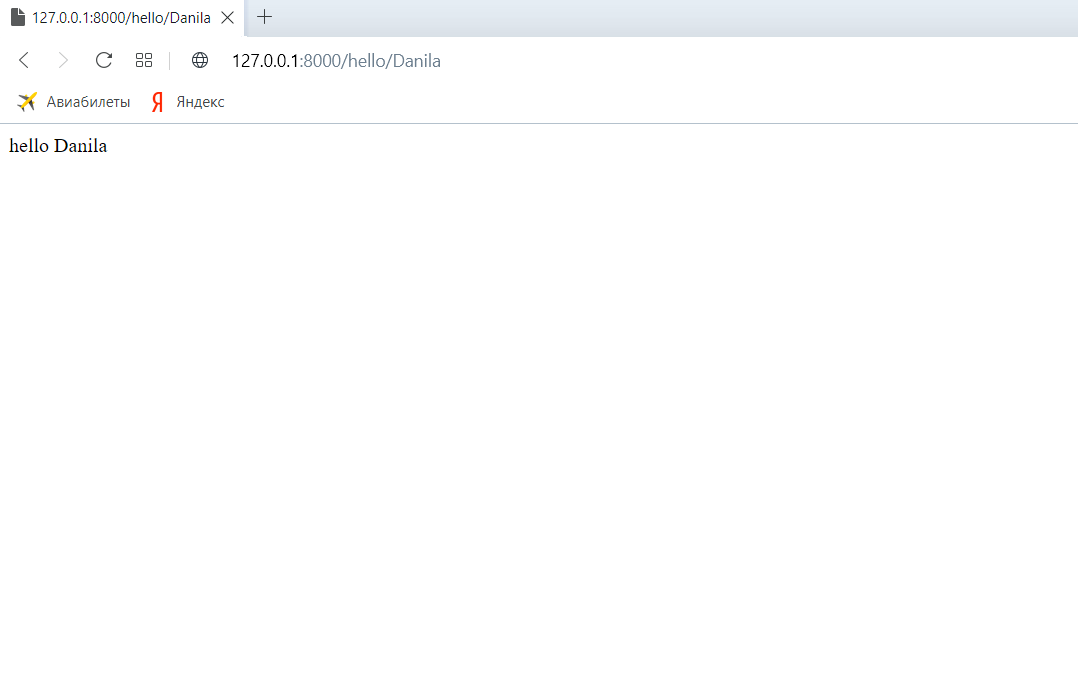 127.0.0.1:8000/hello/Danila
127.0.0.1:8000/hello/Danila
Авиабилеты Я Яндекс
hello Danila